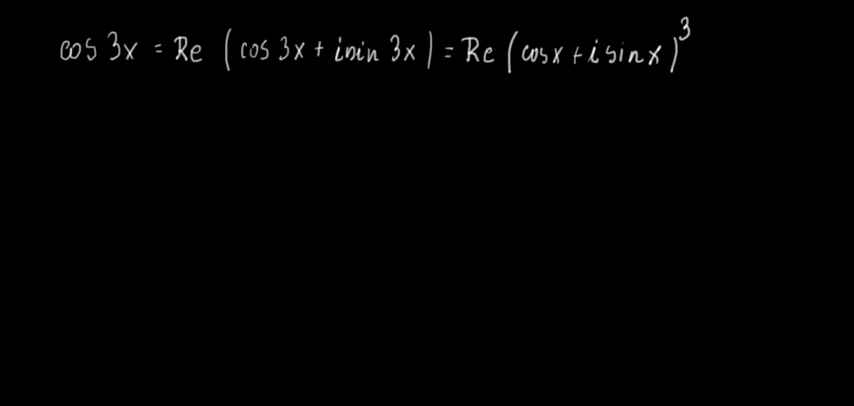 cos 3x = Re (cos 3x + i sin 3x) = Re (cos x + i sin x)³